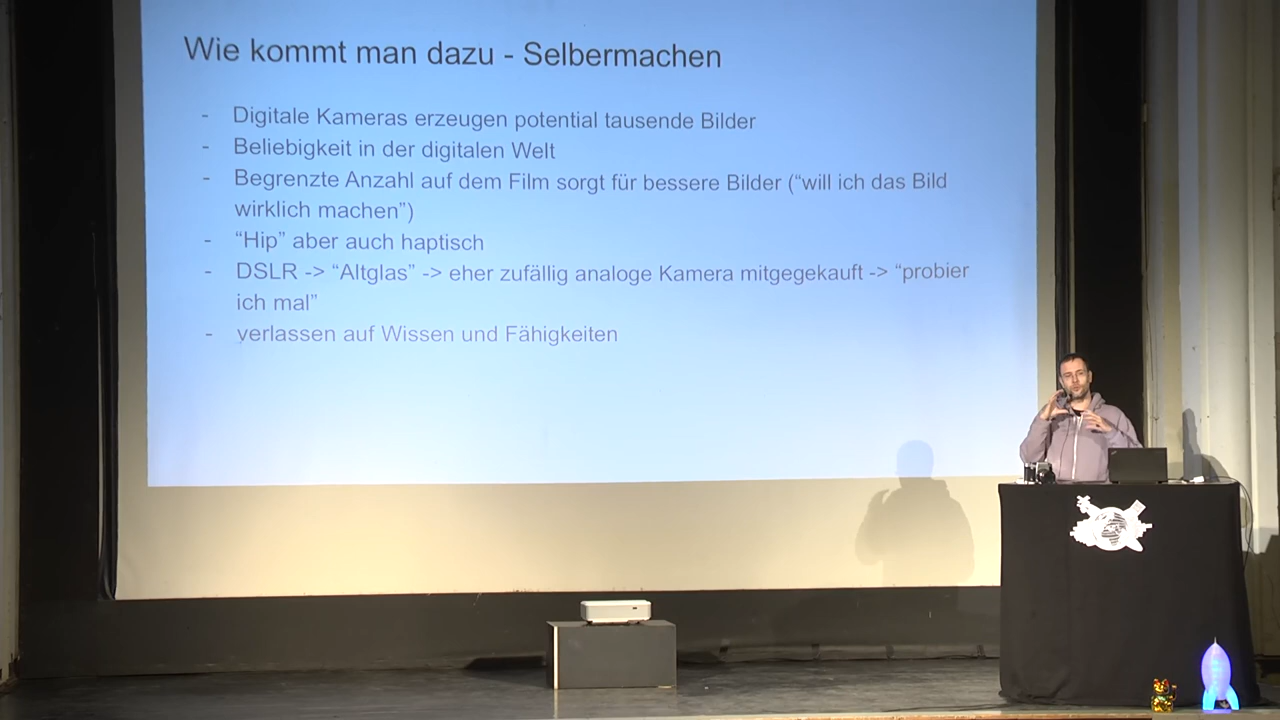 Wie kommt man dazu - Selbermachen
- Digitale Kameras erzeugen potential tausende Bilder
- Beliebigkeit in der digitalen Welt
- Begrenzte Anzahl auf dem Film sorgt für bessere Bilder (“will ich das Bild
wirklich machen”)
- “Hip” aber auch haptisch
- DSLR -> “Altglas” -> eher zufällig analoge Kamera mitgegekauft -> “probier
ich mal”
- verlassen auf Wissen und Fähigkeiten